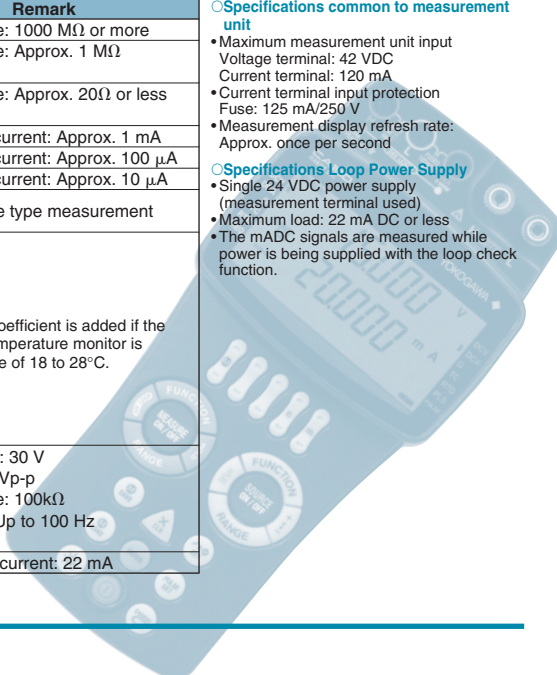 Remark
e: 1000 MΩ or more
e: Approx. 1 MΩ
e: Approx. 20Ω or less
current: Approx. 1 mA
current: Approx. 100 μA
current: Approx. 10 μA
e type measurement
oefficient is added if the
mperature monitor is
e of 18 to 28°C.
: 30 V
Vp-p
e: 100kΩ
Up to 100 Hz
current: 22 mA
○Specifications common to measurement
unit
• Maximum measurement unit input
Voltage terminal: 42 VDC
Current terminal: 120 mA
• Current terminal input protection
Fuse: 125 mA/250 V
• Measurement display refresh rate:
Approx. once per second
○Specifications Loop Power Supply
• Single 24 VDC power supply
(measurement terminal used)
• Maximum load: 22 mA DC or less
• The mADC signals are measured while
power is being supplied with the loop check
function.
YOKOGAWA
10.000 V
20.000 mA
FUNCTION
MEASURE
ON/OFF
RANGE
FUNCTION
SOURCE
ON/OFF
RANGE